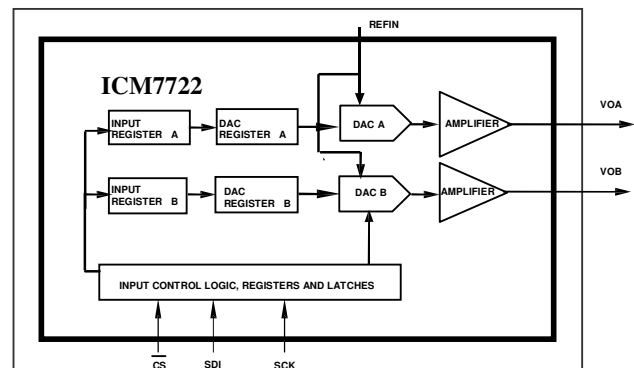 REFIN
ICM7722
VOA
INPUT
REGISTER A
DAC
REGISTER A
DAC A
AMPLIFIER
VOB
INPUT
REGISTER B
DAC
REGISTER B
DAC B
AMPLIFIER
INPUT CONTROL LOGIC, REGISTERS AND LATCHES
CS
SDI
SCK